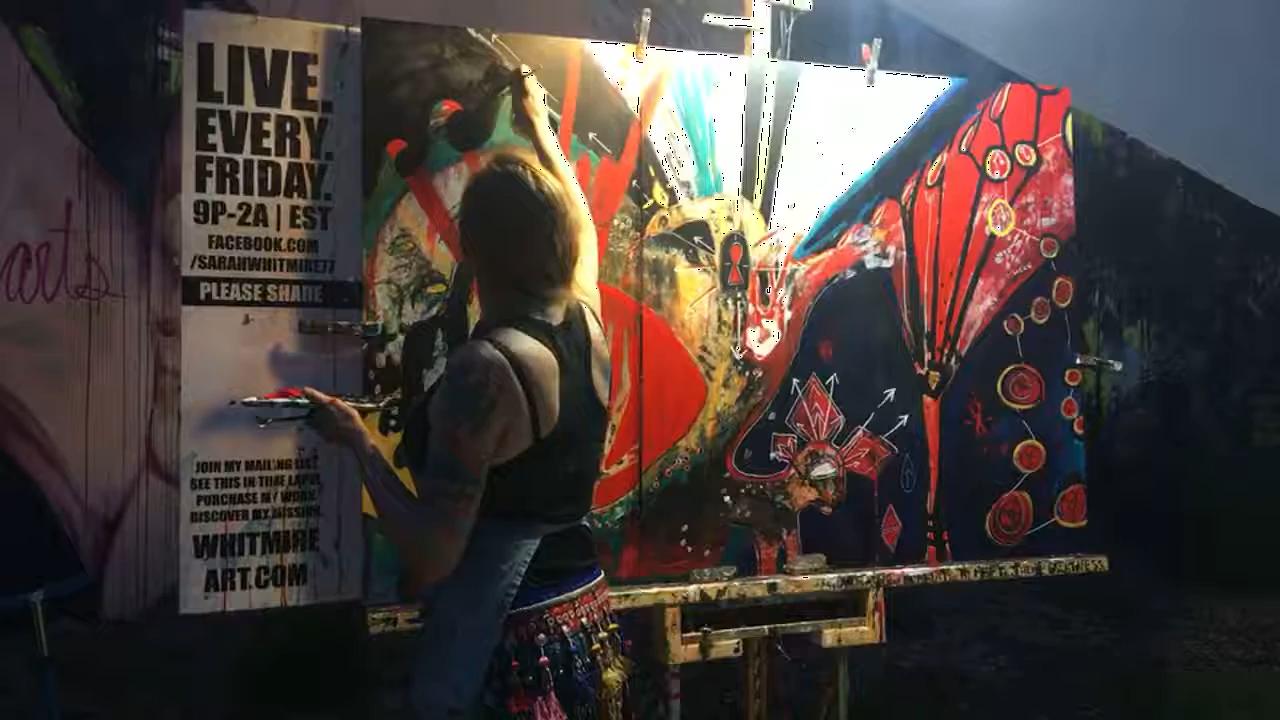 LIVE.
EVERY.
FRIDAY.
9P-2A | EST
FACEBOOK.COM
/SARAHWHITMIRE77
PLEASE SHARE
arts
JOIN MY MAILING LIST
SEE THIS IN TIME LAPSE
PURCHASE MY WORK
DISCOVER MY MISSION
WHITMIRE
ART.COM